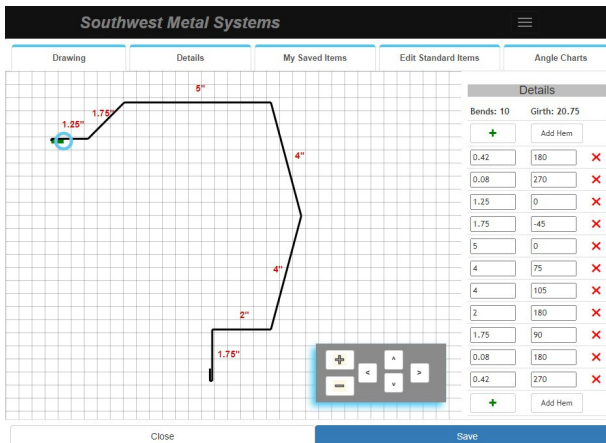 Southwest Metal Systems
Drawing Details My Saved Items Edit Standard Items Angle Charts
5"
1.75"
1.25"
4"
4"
2"
1.75"
Details
Bends: 10 Girth: 20.75
+ Add Hem
0.42 180
0.08 270
1.25 0
1.75 -45
5 0
4 75
4 105
2 180
1.75 90
0.08 180
0.42 270
+ Add Hem
Close Save